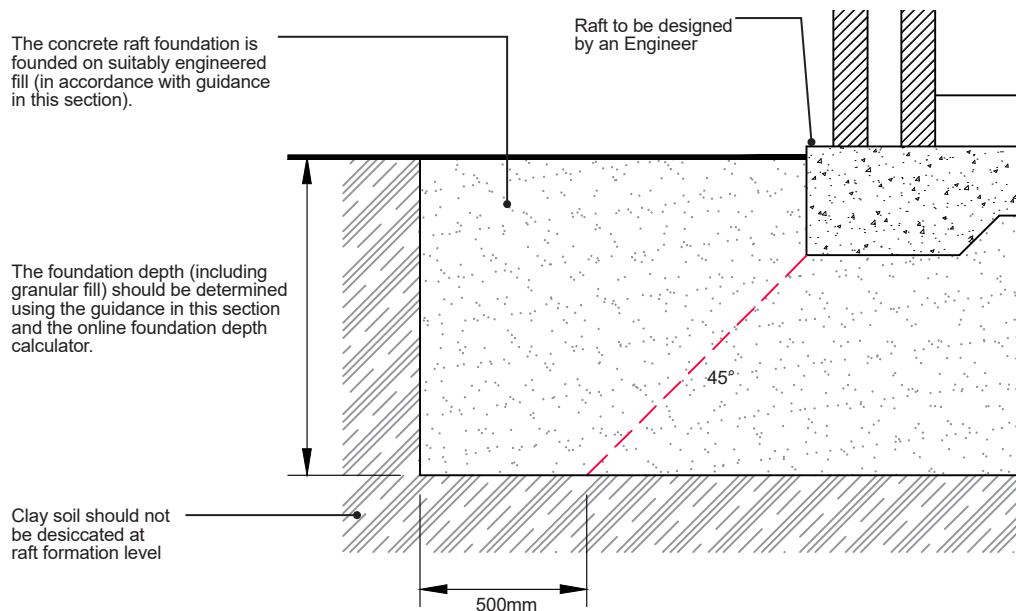 The concrete raft foundation is
founded on suitably engineered
fill (in accordance with guidance
in this section).
Raft to be designed
by an Engineer
The foundation depth (including
granular fill) should be determined
using the guidance in this section
and the online foundation depth
calculator.
45°
Clay soil should not
be desiccated at
raft formation level
500mm